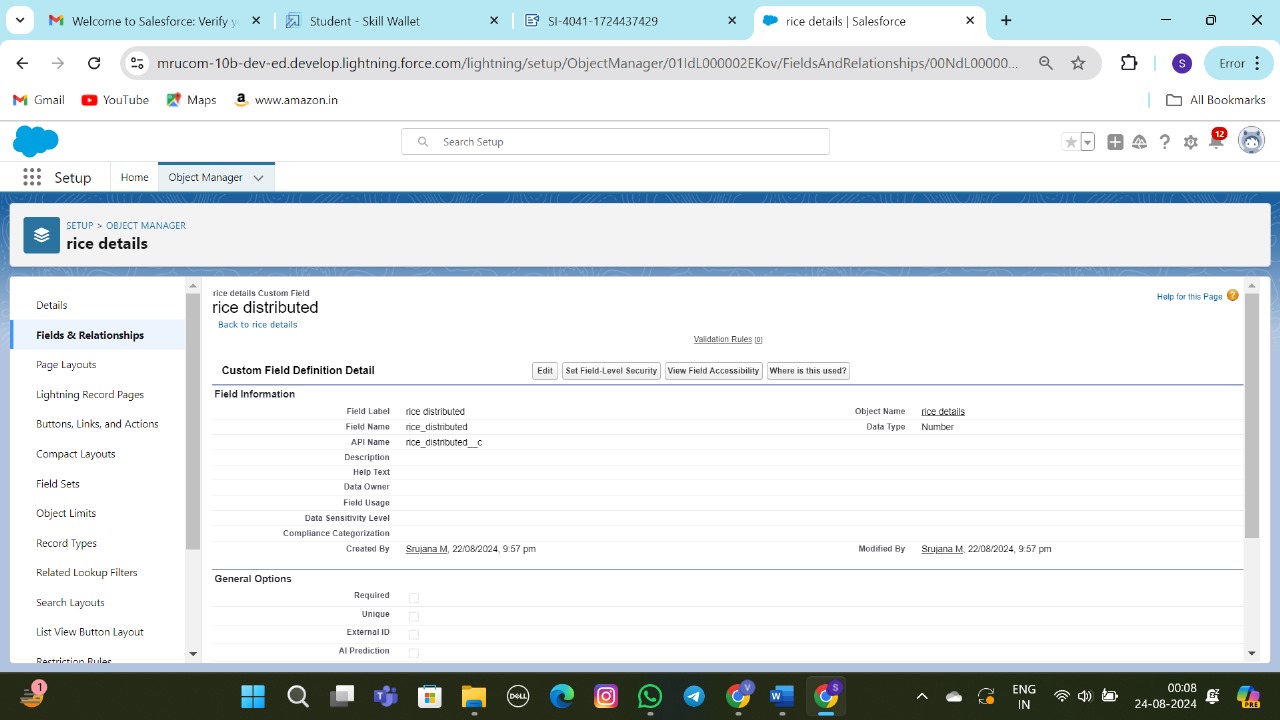 Welcome to Salesforce: Verify y
Student - Skill Wallet
SI-4041-1724437429
rice details | Salesforce
mrucom-10b-dev-ed.develop.lightning.force.com/lightning/setup/ObjectManager/01IdL000002EKov/FieldsAndRelationships/00NdL00000...
S
Error
Gmail
YouTube
Maps
www.amazon.in
All Bookmarks
Search Setup
12
Setup
Home
Object Manager
SETUP > OBJECT MANAGER
rice details
Details
Fields & Relationships
Page Layouts
Lightning Record Pages
Buttons, Links, and Actions
Compact Layouts
Field Sets
Object Limits
Record Types
Related Lookup Filters
Search Layouts
List View Button Layout
Restriction Rules
rice details Custom Field
rice distributed
Back to rice details
Help for this Page
Validation Rules [0]
Custom Field Definition Detail
Edit
Set Field-Level Security
View Field Accessibility
Where is this used?
Field Information
Field Label rice distributed Object Name rice details
Field Name rice_distributed Data Type Number
API Name rice_distributed__c
Description
Help Text
Data Owner
Field Usage
Data Sensitivity Level
Compliance Categorization
Created By Srujana M, 22/08/2024, 9:57 pm Modified By Srujana M, 22/08/2024, 9:57 pm
General Options
Required
Unique
External ID
AI Prediction
1
DELL
V
S
ENG
IN
00:08
24-08-2024
PRE